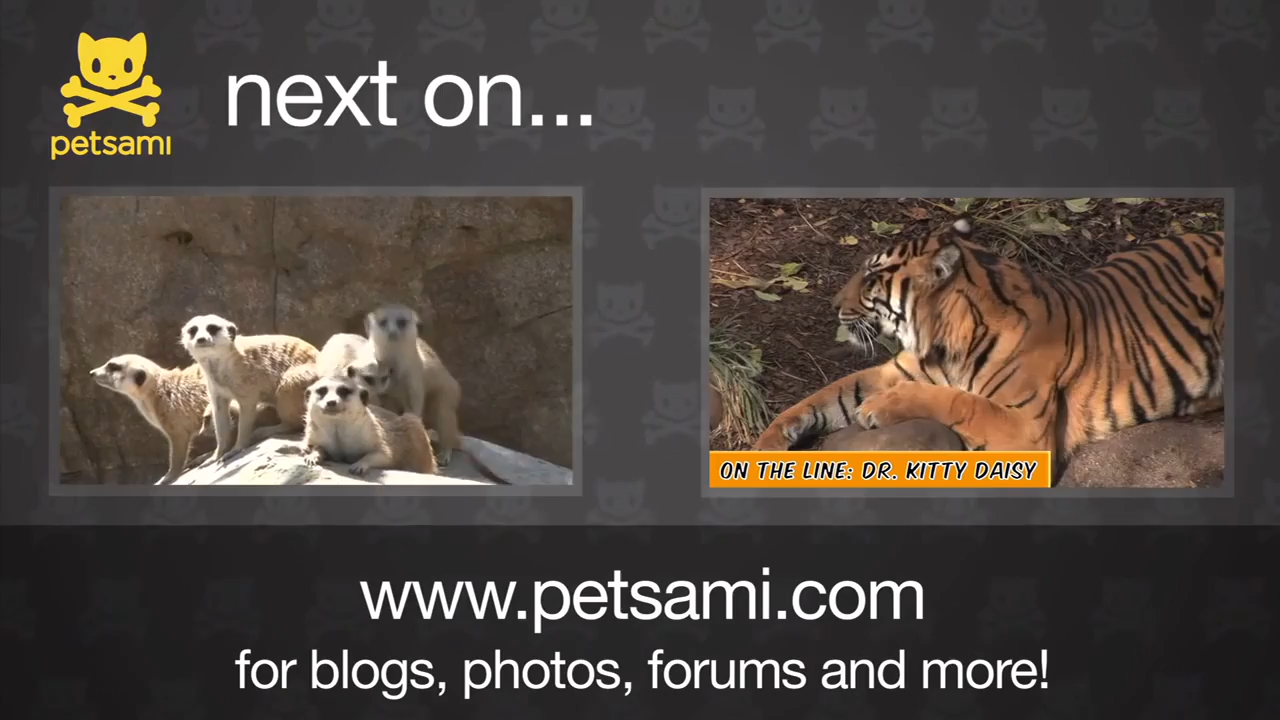 petsami
next on...
ON THE LINE: DR. KITTY DAISY
www.petsami.com
for blogs, photos, forums and more!